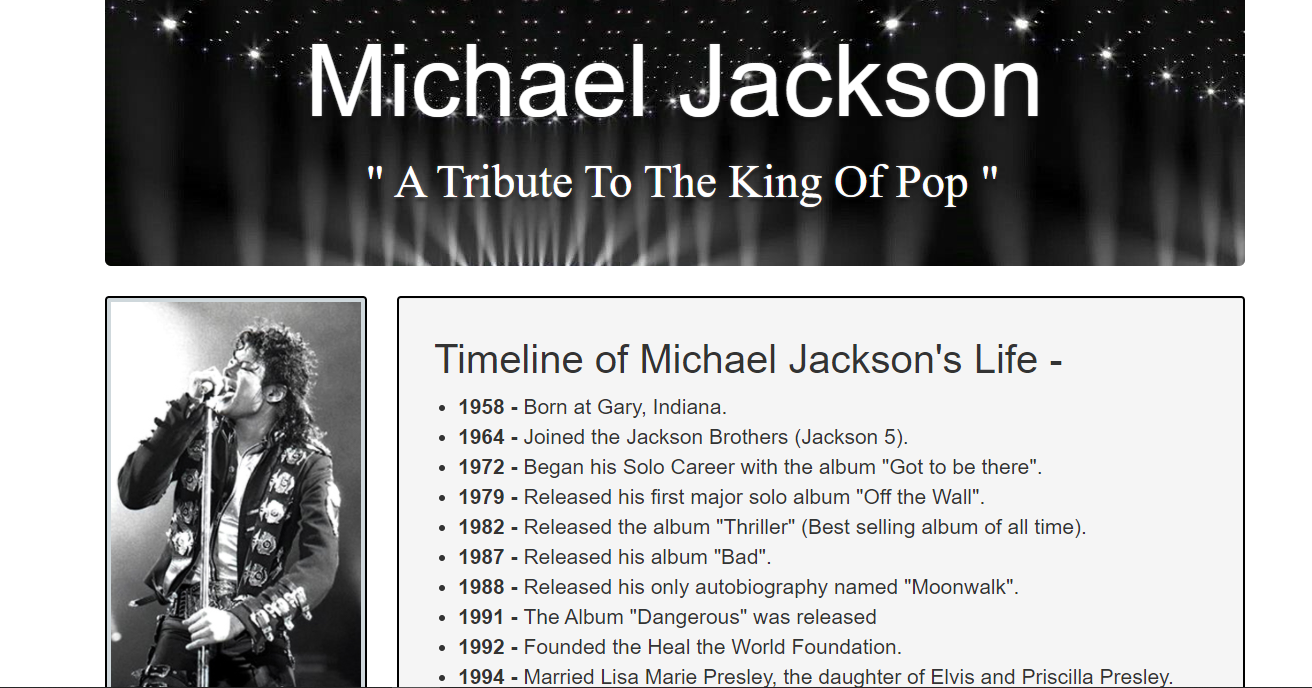 Michael Jackson
" A Tribute To The King Of Pop "
Timeline of Michael Jackson's Life -
• 1958 - Born at Gary, Indiana.
• 1964 - Joined the Jackson Brothers (Jackson 5).
• 1972 - Began his Solo Career with the album "Got to be there".
• 1979 - Released his first major solo album "Off the Wall".
• 1982 - Released the album "Thriller" (Best selling album of all time).
• 1987 - Released his album "Bad".
• 1988 - Released his only autobiography named "Moonwalk".
• 1991 - The Album "Dangerous" was released
• 1992 - Founded the Heal the World Foundation.
• 1994 - Married Lisa Marie Presley, the daughter of Elvis and Priscilla Presley.